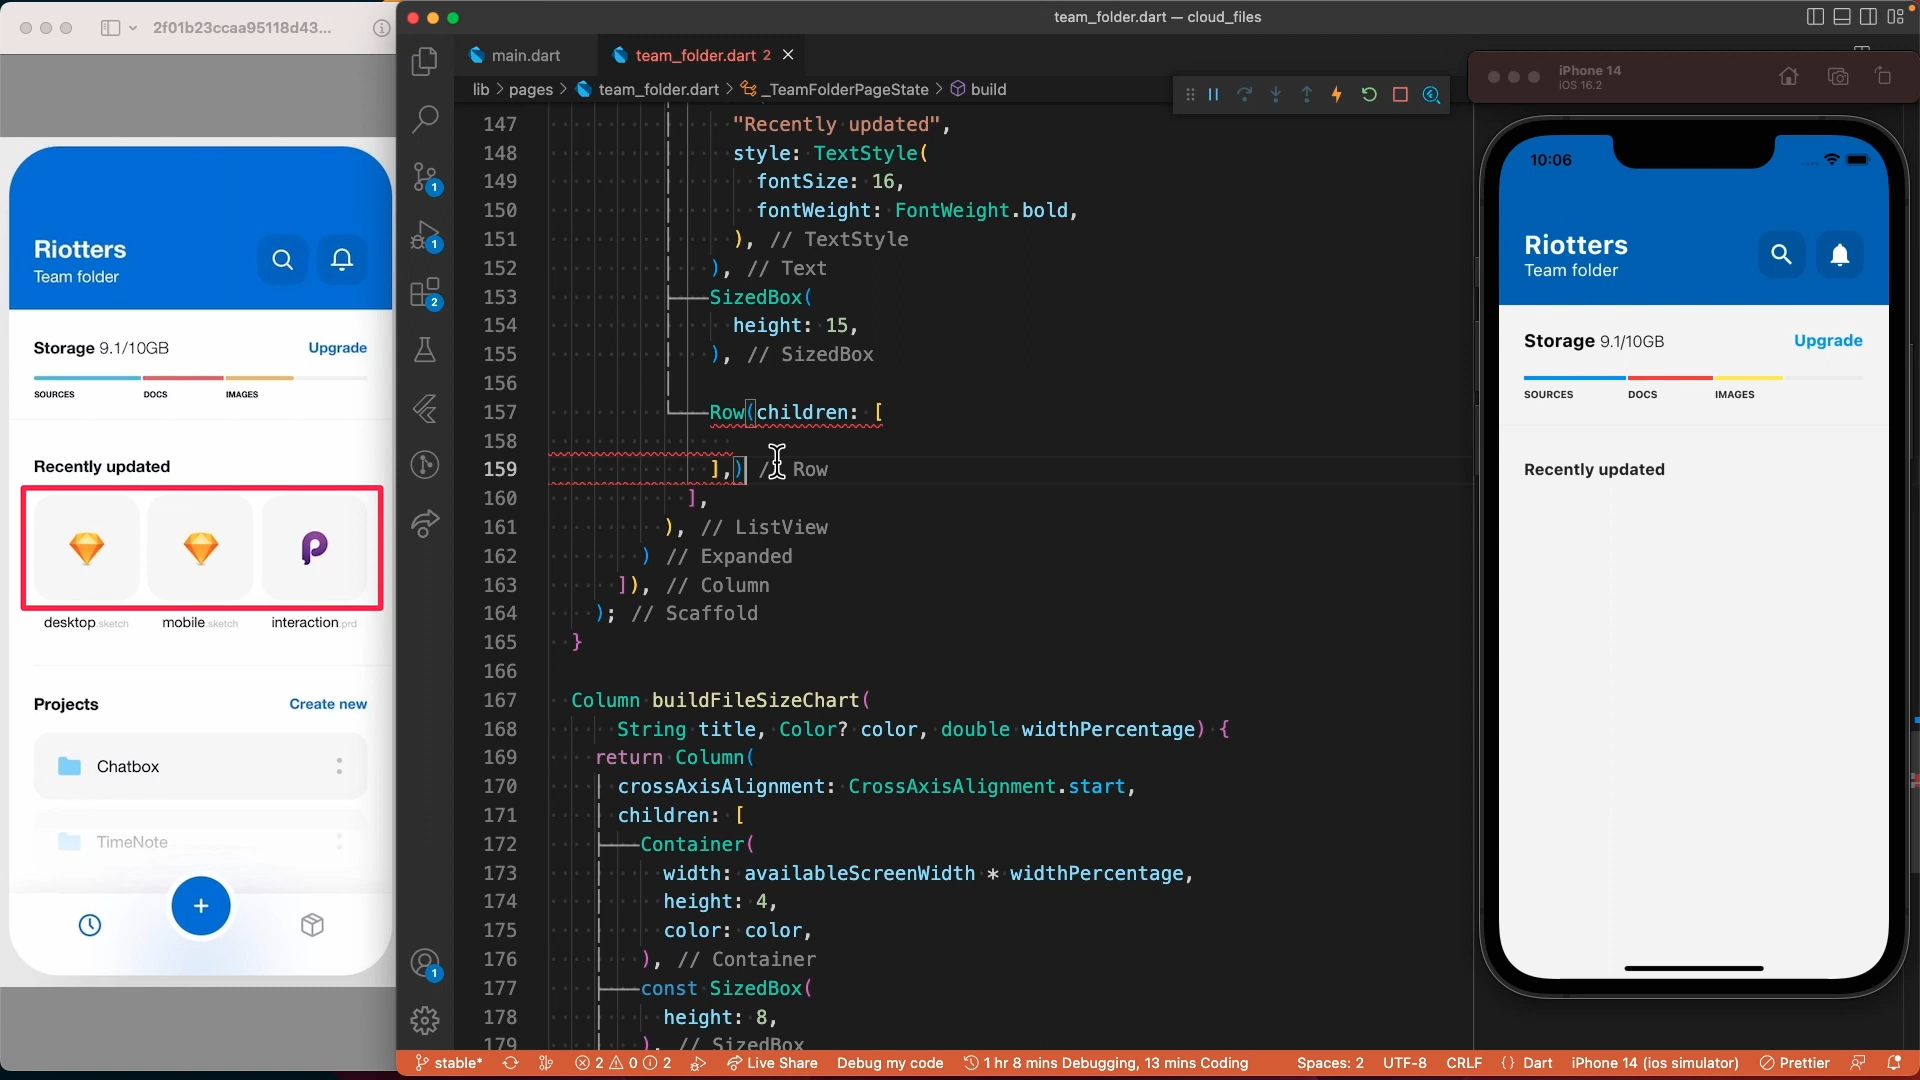 2f01b23ccaa95118d43...
team_folder.dart — cloud_files
main.dart
team_folder.dart 2
lib > pages > team_folder.dart > _TeamFolderPageState > build
147 "Recently updated",
148 style: TextStyle(
149 fontSize: 16,
150 fontWeight: FontWeight.bold,
151 ), // TextStyle
152 ), // Text
153 SizedBox(
154 height: 15,
155 ), // SizedBox
156
157 Row(children: [
158
159 ],) // Row
160 ],
161 ), // ListView
162 ) // Expanded
163 ]), // Column
164 ); // Scaffold
165 }
166
167 Column buildFileSizeChart(
168 String title, Color? color, double widthPercentage) {
169 return Column(
170 crossAxisAlignment: CrossAxisAlignment.start,
171 children: [
172 Container(
173 width: availableScreenWidth * widthPercentage,
174 height: 4,
175 color: color,
176 ), // Container
177 const SizedBox(
178 height: 8,
179 ), // SizedBox
1
1
2
1
Riotters
Team folder
Storage 9.1/10GB
Upgrade
SOURCES
DOCS
IMAGES
Recently updated
desktop.sketch
mobile.sketch
interaction.prd
Projects
Create new
Chatbox
TimeNote
+
iPhone 14
iOS 16.2
10:06
Riotters
Team folder
Storage 9.1/10GB
Upgrade
SOURCES
DOCS
IMAGES
Recently updated
stable*
2 0 2
Live Share
Debug my code
1 hr 8 mins Debugging, 13 mins Coding
Spaces: 2
UTF-8
CRLF
{ } Dart
iPhone 14 (ios simulator)
Prettier